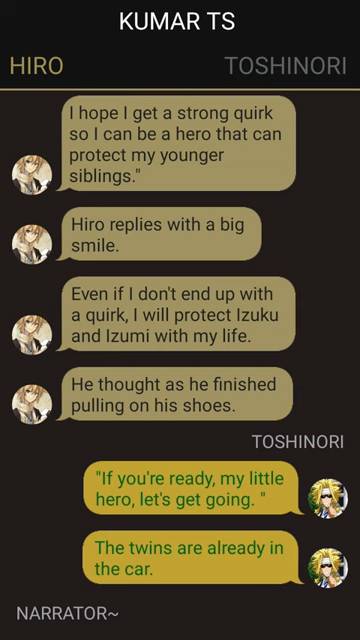 KUMAR TS
HIRO
TOSHINORI
I hope I get a strong quirk
so I can be a hero that can
protect my younger
siblings."
Hiro replies with a big
smile.
Even if I don't end up with
a quirk, I will protect Izuku
and Izumi with my life.
He thought as he finished
pulling on his shoes.
TOSHINORI
"If you're ready, my little
hero, let's get going. "
The twins are already in
the car.
NARRATOR~